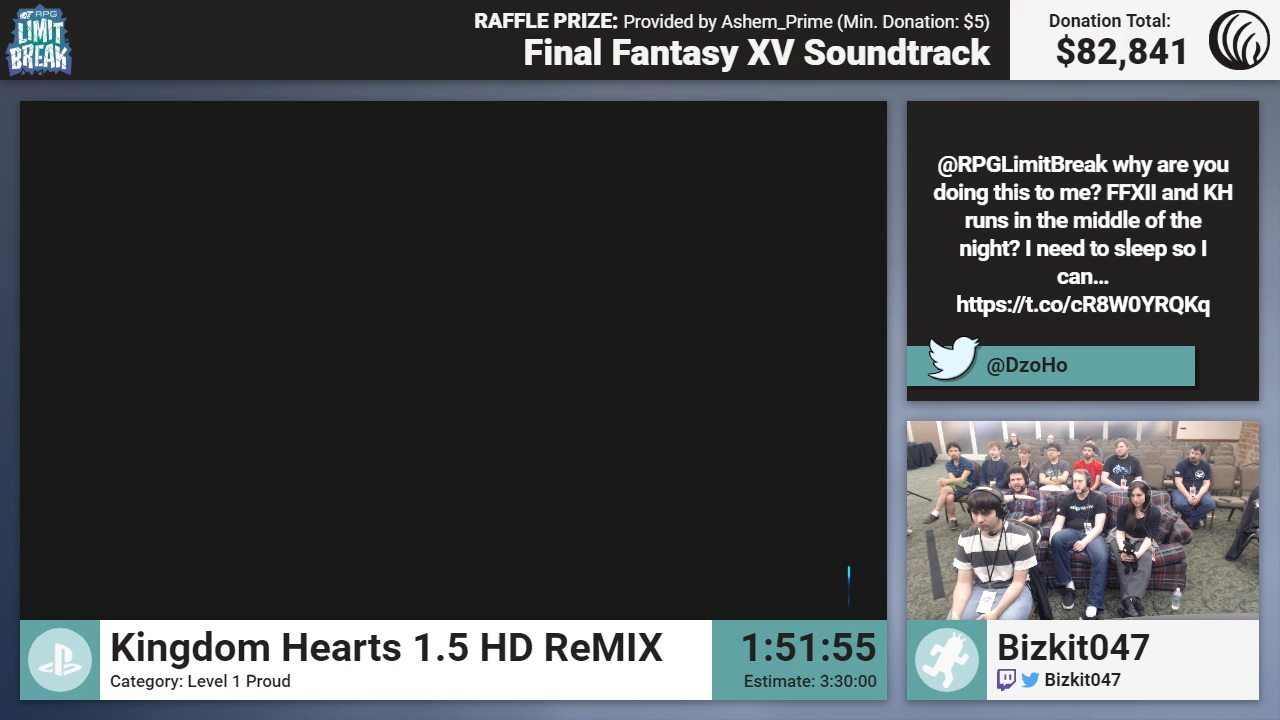 RPG
LIMIT
BREAK
RAFFLE PRIZE: Provided by Ashem_Prime (Min. Donation: $5)
Final Fantasy XV Soundtrack
Donation Total:
$82,841
@RPGLimitBreak why are you
doing this to me? FFXII and KH
runs in the middle of the
night? I need to sleep so I
can...
https://t.co/cR8W0YRQKq
@DzoHo
Kingdom Hearts 1.5 HD ReMIX
Category: Level 1 Proud
1:51:55
Estimate: 3:30:00
Bizkit047
Bizkit047